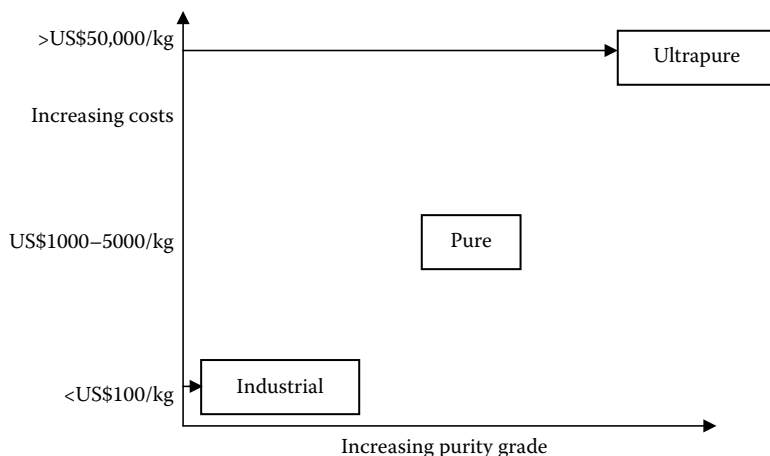 >US$50,000/kg
Ultrapure
Increasing costs
US$1000–5000/kg
Pure
Industrial
<US$100/kg
Increasing purity grade